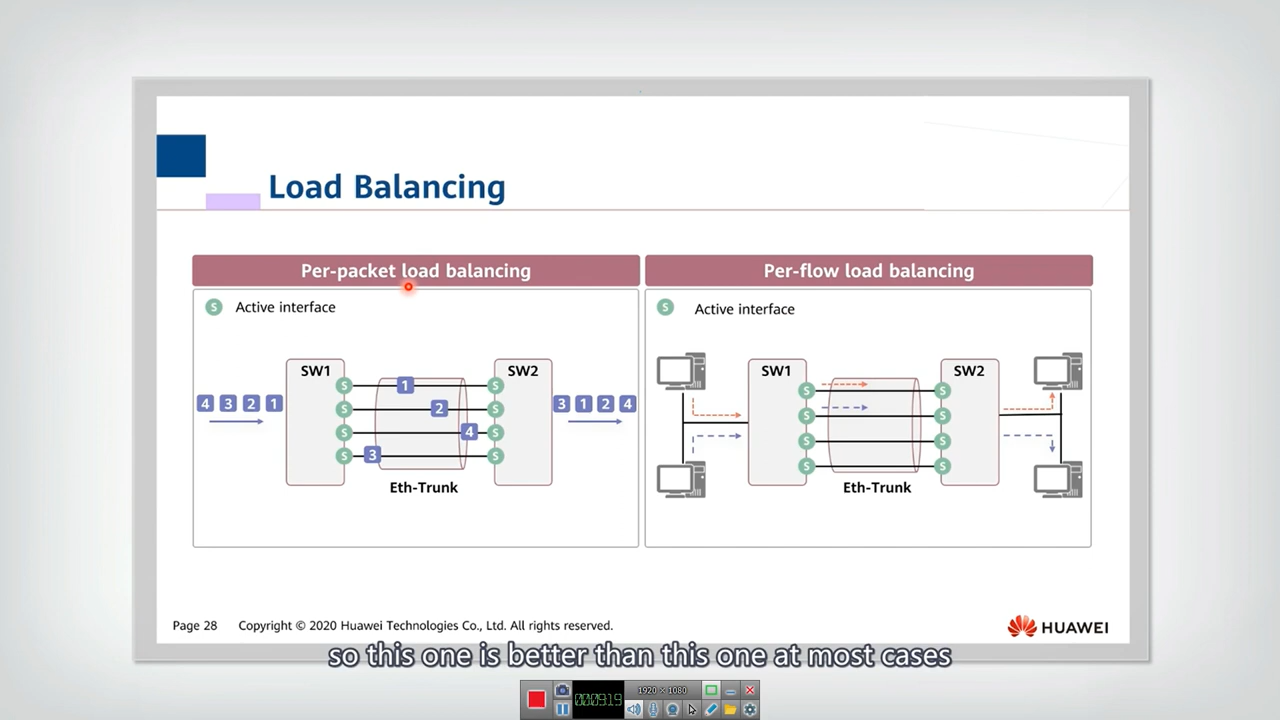 Load Balancing
Per-packet load balancing
S Active interface
SW1
SW2
4 3 2 1
S 1 S
S 2 S
S 4 S
S 3 S
3 1 2 4
Eth-Trunk
Per-flow load balancing
S Active interface
SW1
SW2
S S
S S
S S
S S
Eth-Trunk
Page 28 Copyright © 2020 Huawei Technologies Co., Ltd. All rights reserved.
HUAWEI
so this one is better than this one at most cases
1920 × 1080
00:09:19